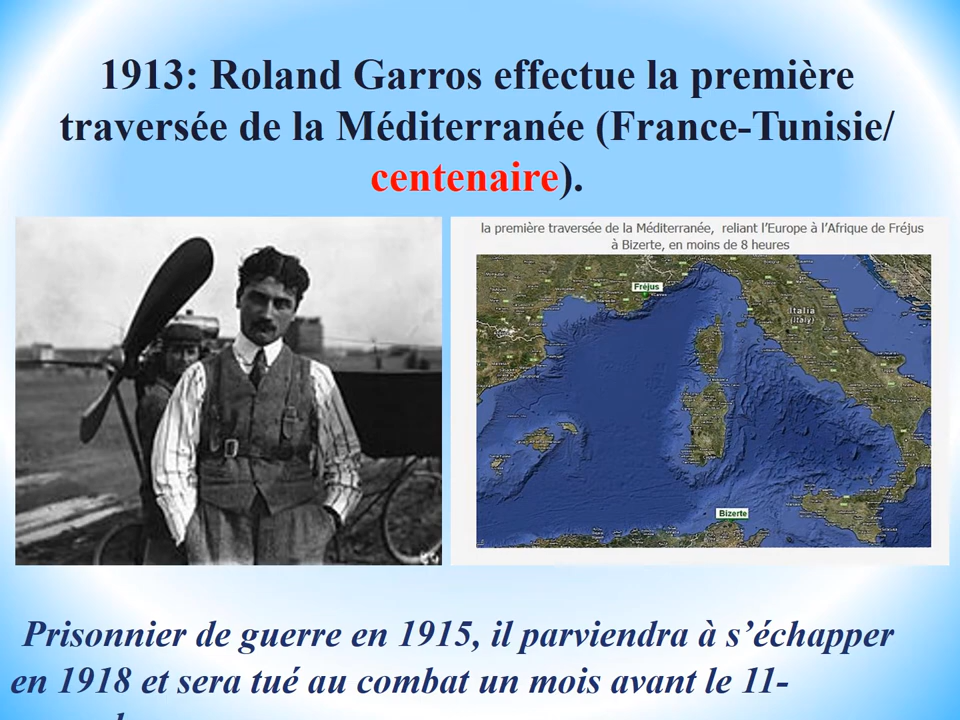 1913: Roland Garros effectue la première
traversée de la Méditerranée (France-Tunisie/
centenaire).
la première traversée de la Méditerranée, reliant l'Europe à l'Afrique de Fréjus
à Bizerte, en moins de 8 heures
Fréjus
Italia
(Italy)
Bizerte
Prisonnier de guerre en 1915, il parviendra à s'échapper
en 1918 et sera tué au combat un mois avant le 11-